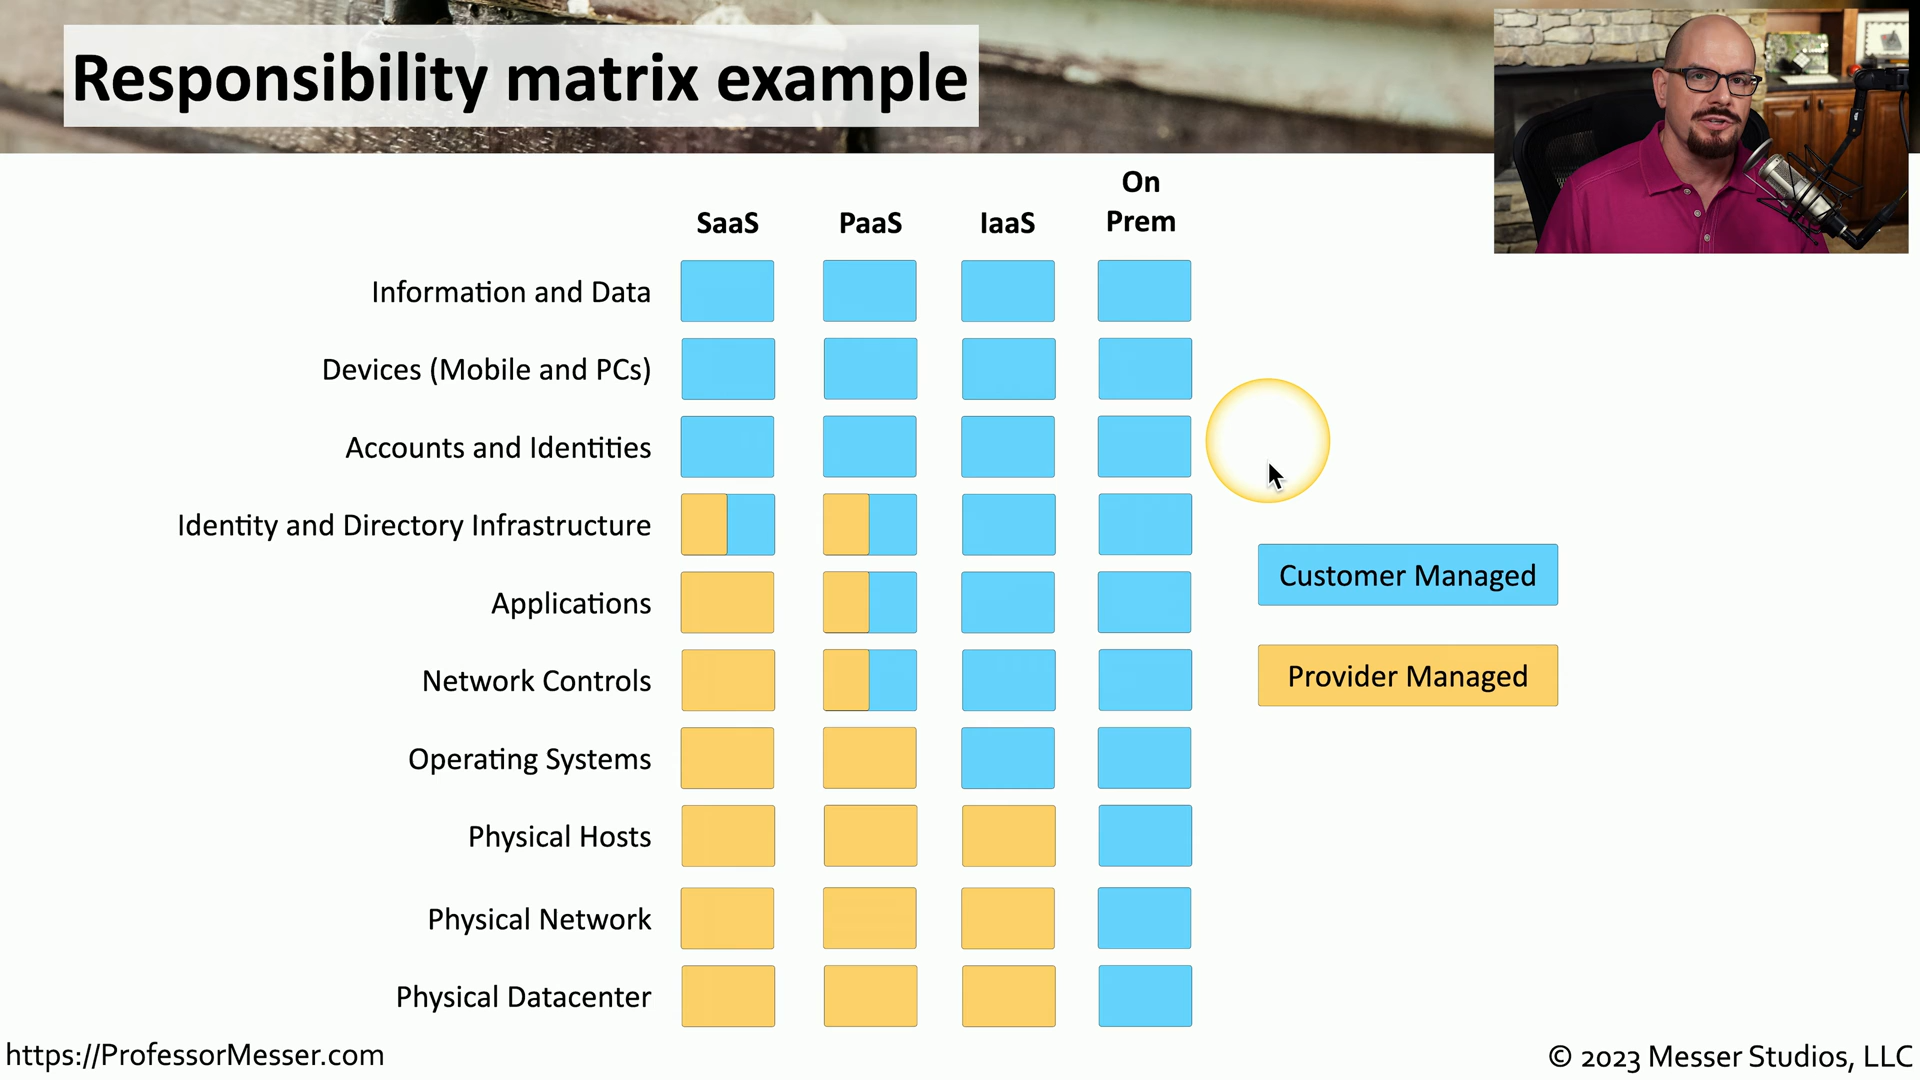 Responsibility matrix example
SaaS PaaS IaaS On Prem
Information and Data
Devices (Mobile and PCs)
Accounts and Identities
Identity and Directory Infrastructure
Applications
Network Controls
Operating Systems
Physical Hosts
Physical Network
Physical Datacenter
Customer Managed
Provider Managed
https://ProfessorMesser.com
© 2023 Messer Studios, LLC